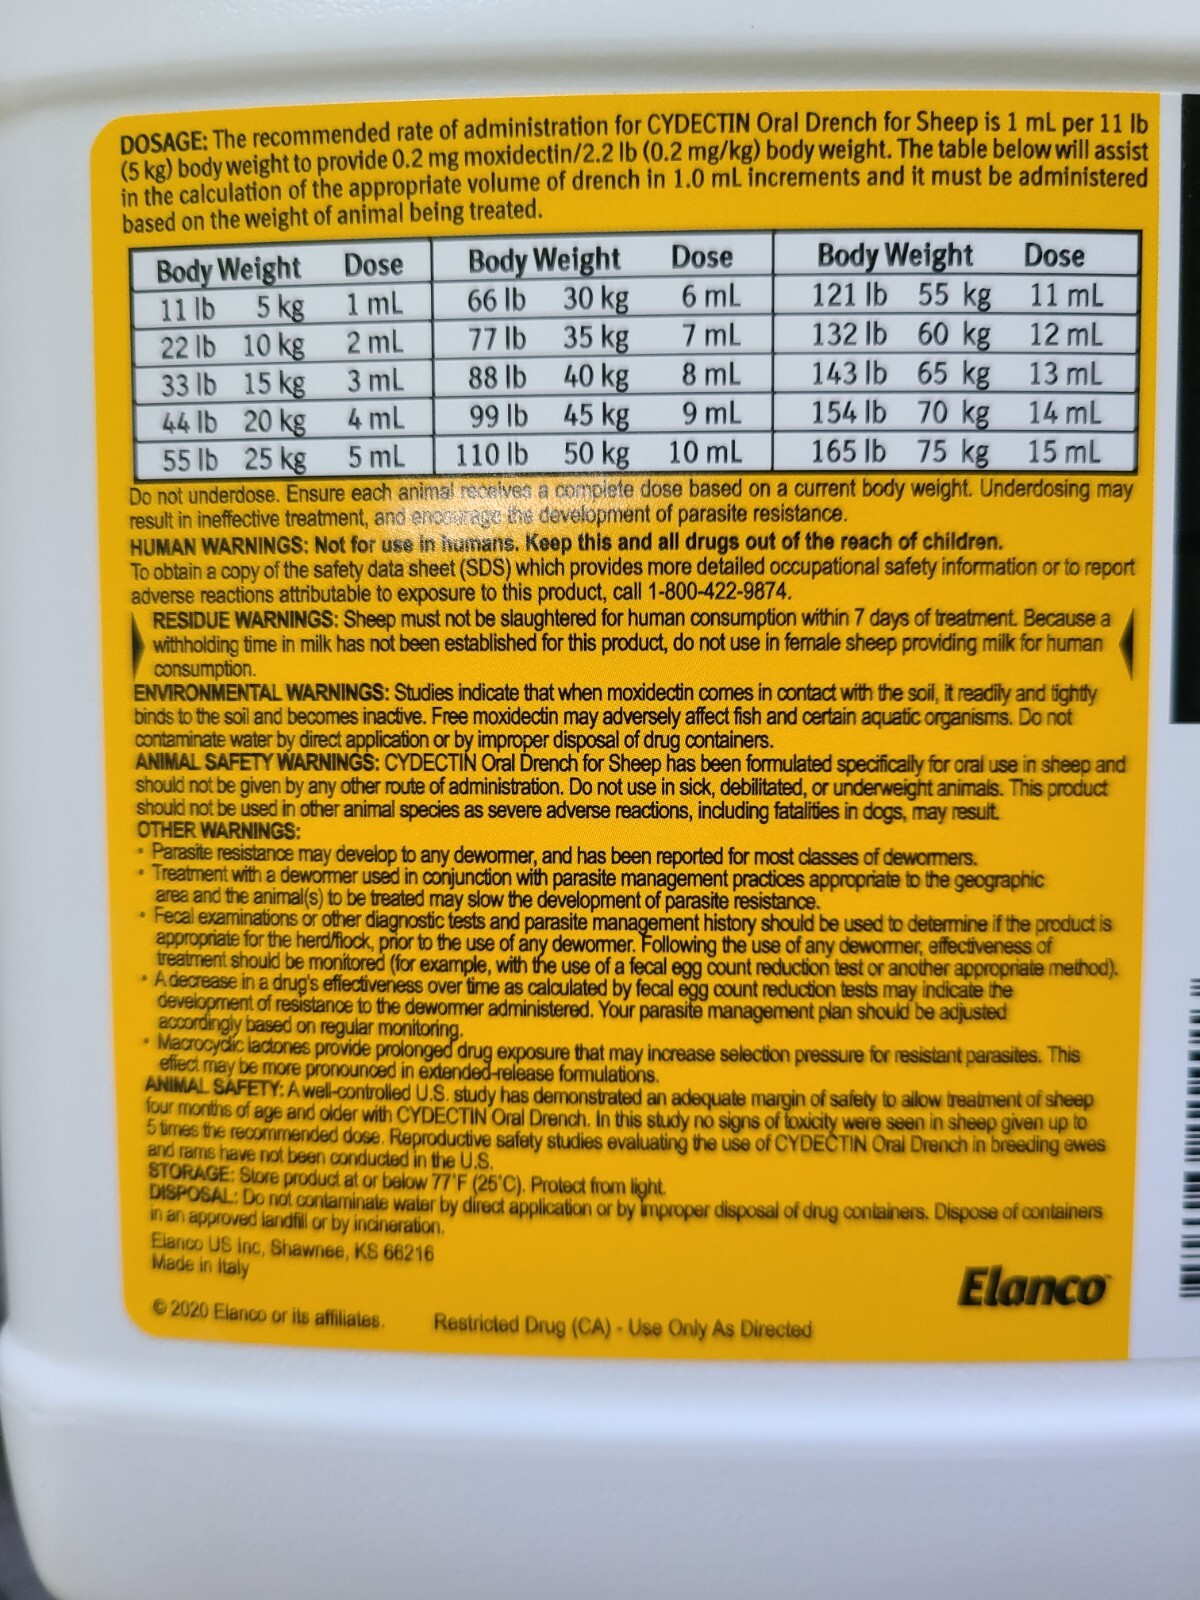 DOSAGE: The recommended rate of administration for CYDECTIN Oral Drench for Sheep is 1 mL per 11 lb
(5 kg) body weight to provide 0.2 mg moxidectin/2.2 lb (0.2 mg/kg) body weight. The table below will assist
in the calculation of the appropriate volume of drench in 1.0 mL increments and it must be administered
based on the weight of animal being treated.
Body Weight Dose Body Weight Dose Body Weight Dose
11 lb 5 kg 1 mL 66 lb 30 kg 6 mL 121 lb 55 kg 11 mL
22 lb 10 kg 2 mL 77 lb 35 kg 7 mL 132 lb 60 kg 12 mL
33 lb 15 kg 3 mL 88 lb 40 kg 8 mL 143 lb 65 kg 13 mL
44 lb 20 kg 4 mL 99 lb 45 kg 9 mL 154 lb 70 kg 14 mL
55 lb 25 kg 5 mL 110 lb 50 kg 10 mL 165 lb 75 kg 15 mL
Do not underdose. Ensure each animal receives a complete dose based on a current body weight. Underdosing may
result in ineffective treatment, and encourage the development of parasite resistance.
HUMAN WARNINGS: Not for use in humans. Keep this and all drugs out of the reach of children.
To obtain a copy of the safety data sheet (SDS) which provides more detailed occupational safety information or to report
adverse reactions attributable to exposure to this product, call 1-800-422-9874.
RESIDUE WARNINGS: Sheep must not be slaughtered for human consumption within 7 days of treatment. Because a
withholding time in milk has not been established for this product, do not use in female sheep providing milk for human
consumption.
ENVIRONMENTAL WARNINGS: Studies indicate that when moxidectin comes in contact with the soil, it readily and tightly
binds to the soil and becomes inactive. Free moxidectin may adversely affect fish and certain aquatic organisms. Do not
contaminate water by direct application or by improper disposal of drug containers.
ANIMAL SAFETY WARNINGS: CYDECTIN Oral Drench for Sheep has been formulated specifically for oral use in sheep and
should not be given by any other route of administration. Do not use in sick, debilitated, or underweight animals. This product
should not be used in other animal species as severe adverse reactions, including fatalities in dogs, may result.
OTHER WARNINGS:
• Parasite resistance may develop to any dewormer, and has been reported for most classes of dewormers.
• Treatment with a dewormer used in conjunction with parasite management practices appropriate to the geographic
area and the animal(s) to be treated may slow the development of parasite resistance.
• Fecal examinations or other diagnostic tests and parasite management history should be used to determine if the product is
appropriate for the herd/flock, prior to the use of any dewormer. Following the use of any dewormer, effectiveness of
treatment should be monitored (for example, with the use of a fecal egg count reduction test or another appropriate method).
• A decrease in a drug's effectiveness over time as calculated by fecal egg count reduction tests may indicate the
development of resistance to the dewormer administered. Your parasite management plan should be adjusted
accordingly based on regular monitoring.
• Macrocyclic lactones provide prolonged drug exposure that may increase selection pressure for resistant parasites. This
effect may be more pronounced in extended-release formulations.
ANIMAL SAFETY: A well-controlled U.S. study has demonstrated an adequate margin of safety to allow treatment of sheep
four months of age and older with CYDECTIN Oral Drench. In this study no signs of toxicity were seen in sheep given up to
5 times the recommended dose. Reproductive safety studies evaluating the use of CYDECTIN Oral Drench in breeding ewes
and rams have not been conducted in the U.S.
STORAGE: Store product at or below 77°F (25°C). Protect from light.
DISPOSAL: Do not contaminate water by direct application or by improper disposal of drug containers. Dispose of containers
in an approved landfill or by incineration.
Elanco US Inc, Shawnee, KS 66216
Made in Italy
Elanco™
© 2020 Elanco or its affiliates. Restricted Drug (CA) - Use Only As Directed